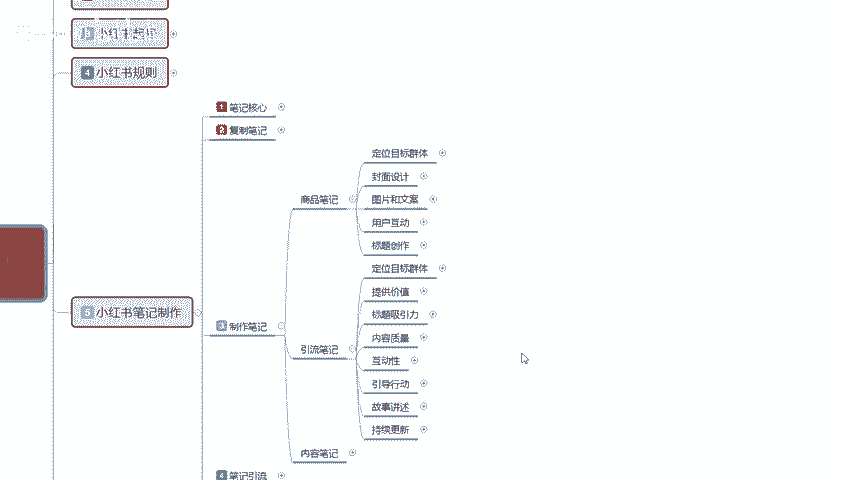 3 小红书起号
4 小红书规则
1 笔记核心
2 复制笔记
定位目标群体
封面设计
商品笔记
图片和文案
用户互动
标题创作
定位目标群体
提供价值
5 小红书笔记制作
标题吸引力
3 制作笔记
内容质量
引流笔记
互动性
引导行动
故事讲述
持续更新
内容笔记
4 笔记引流